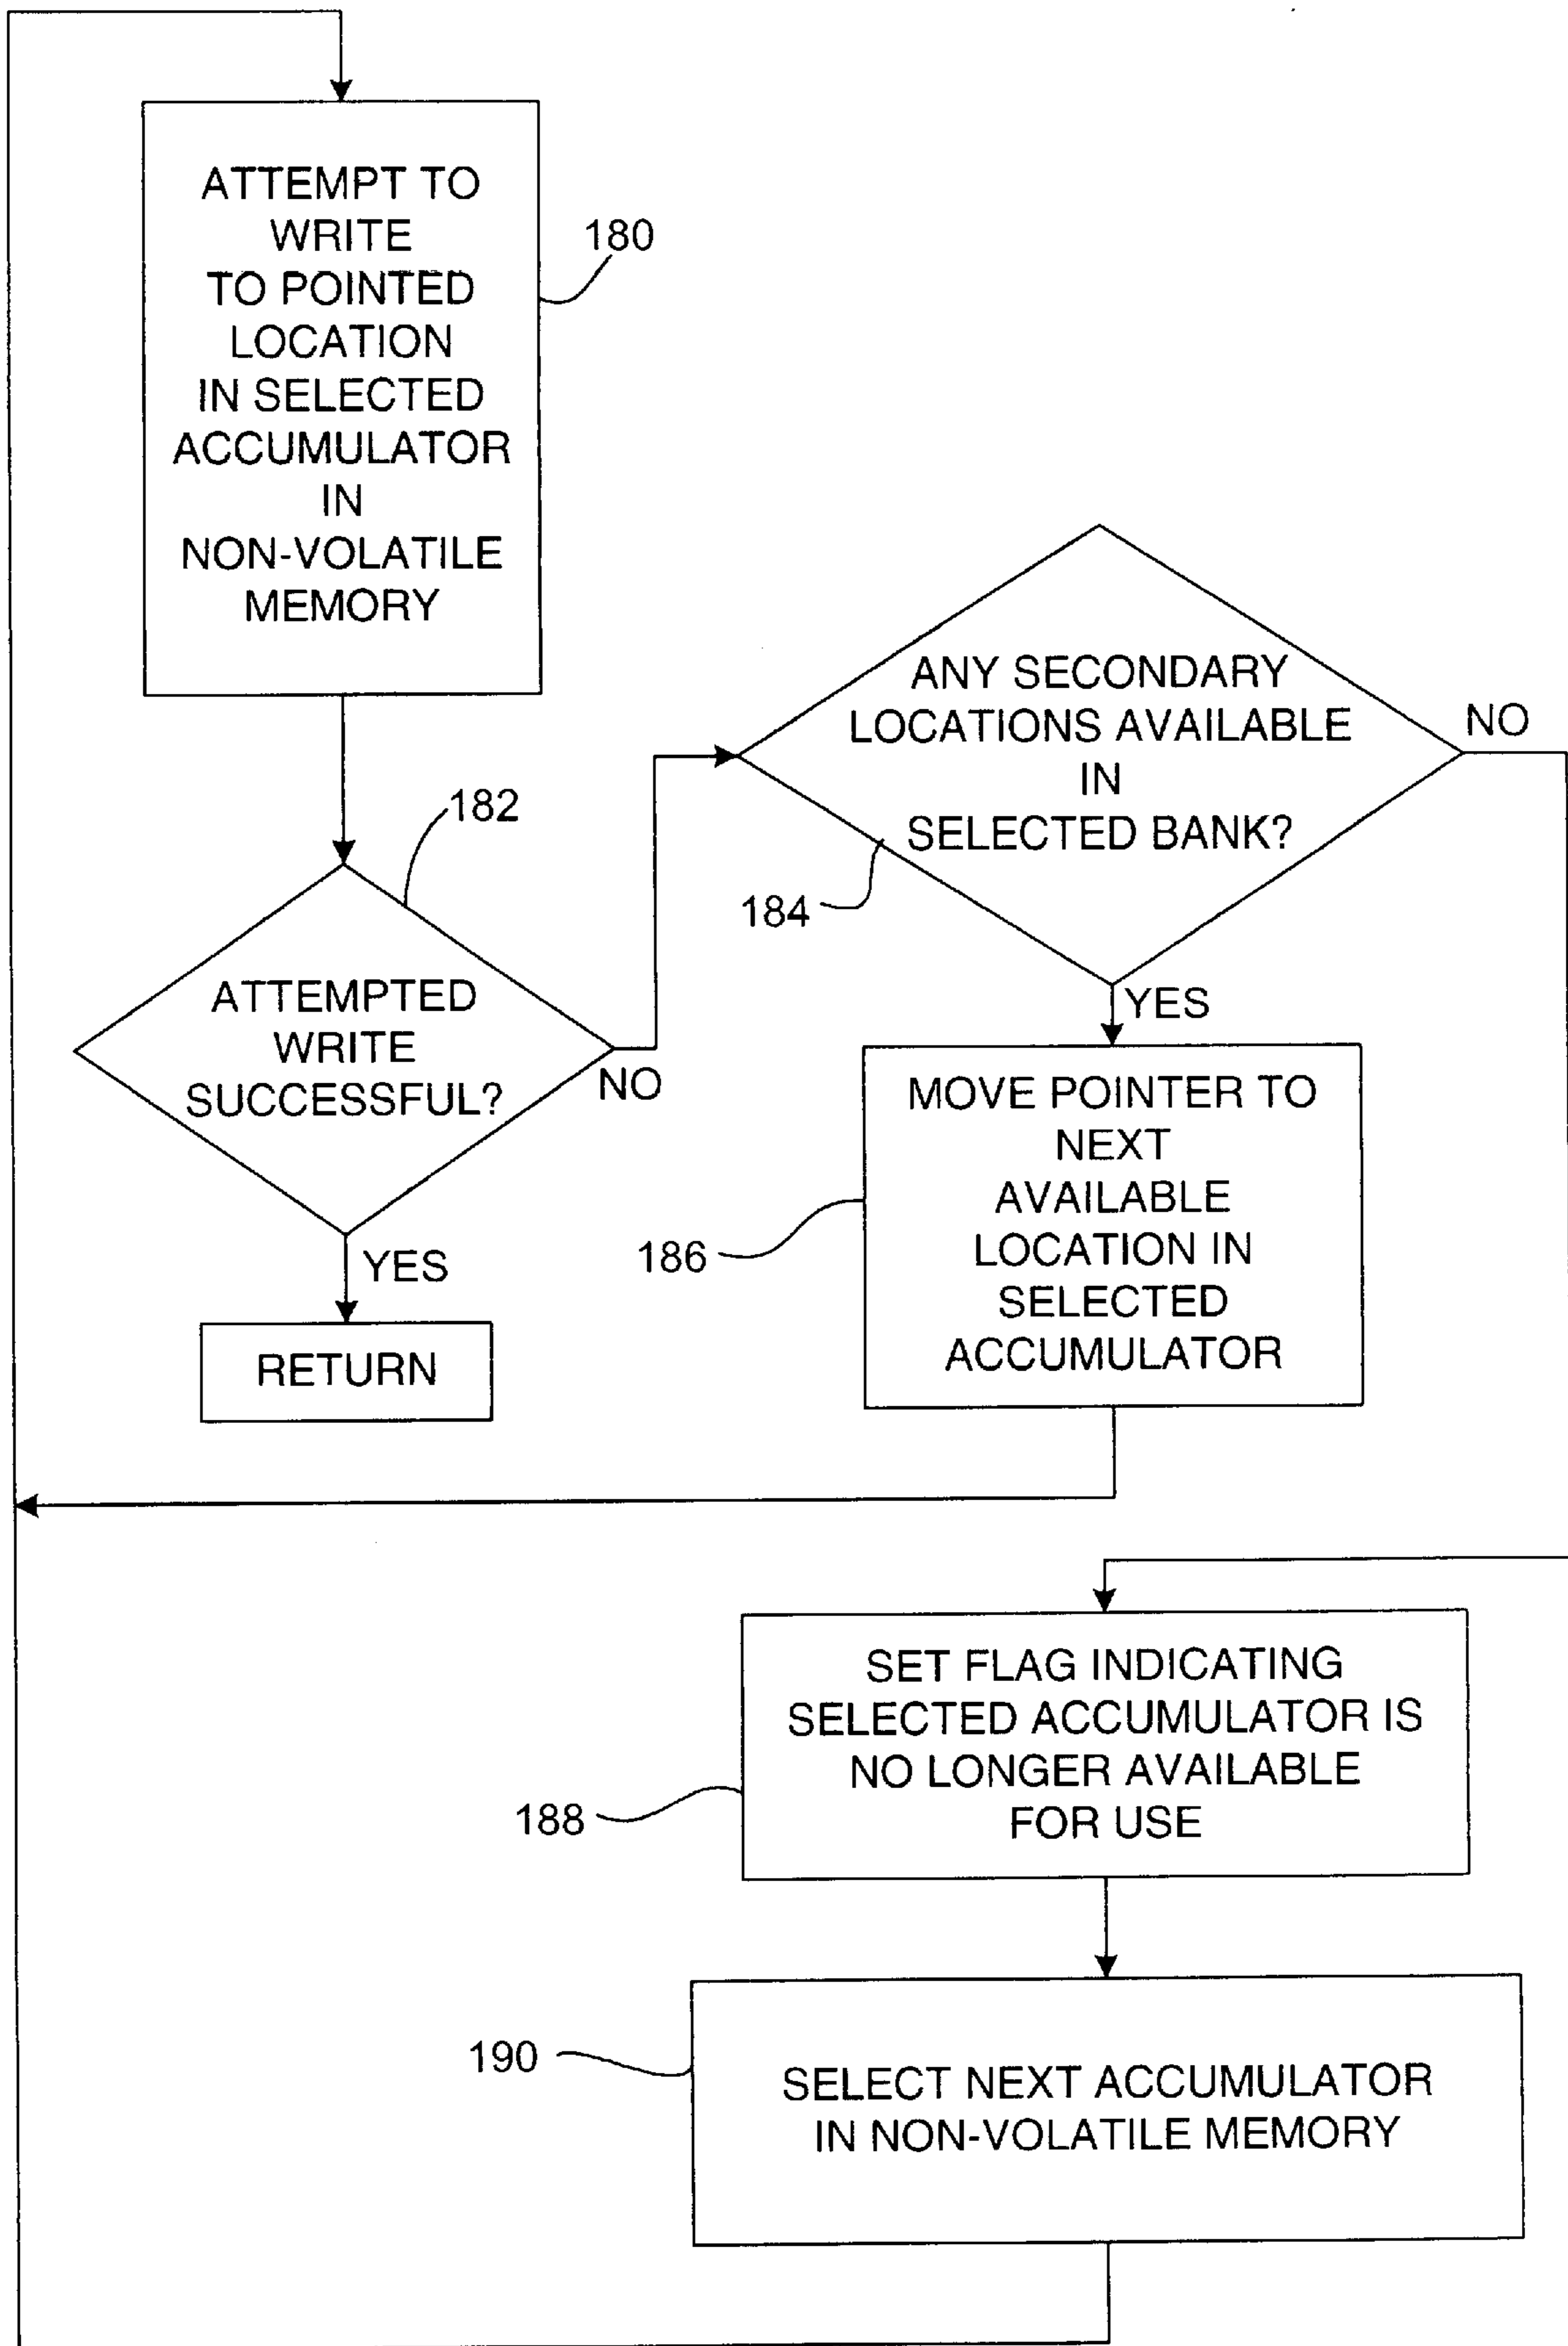 ATTEMPT TO
WRITE
TO POINTED
LOCATION
IN SELECTED
ACCUMULATOR
IN
NON-VOLATILE
MEMORY
180
182
ATTEMPTED
WRITE
SUCCESSFUL?
NO
YES
RETURN
ANY SECONDARY
LOCATIONS AVAILABLE
IN
SELECTED BANK?
NO
184
YES
MOVE POINTER TO
NEXT
AVAILABLE
LOCATION IN
SELECTED
ACCUMULATOR
186
SET FLAG INDICATING
SELECTED ACCUMULATOR IS
NO LONGER AVAILABLE
FOR USE
188
190
SELECT NEXT ACCUMULATOR
IN NON-VOLATILE MEMORY